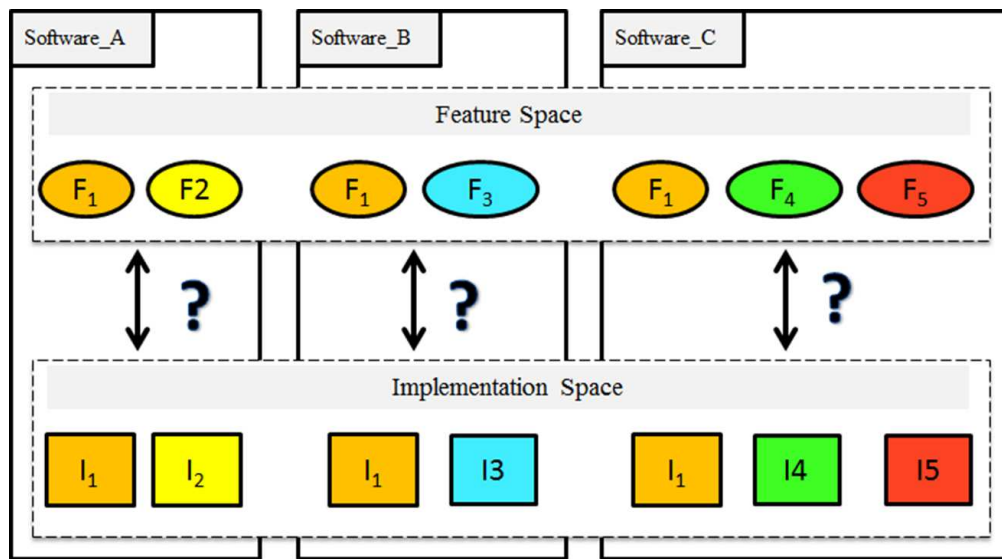 Software_A Software_B Software_C
Feature Space
F₁ F2 F₁ F₃ F₁ F₄ F₅
? ? ?
Implementation Space
I₁ I₂ I₁ I3 I₁ I4 I5